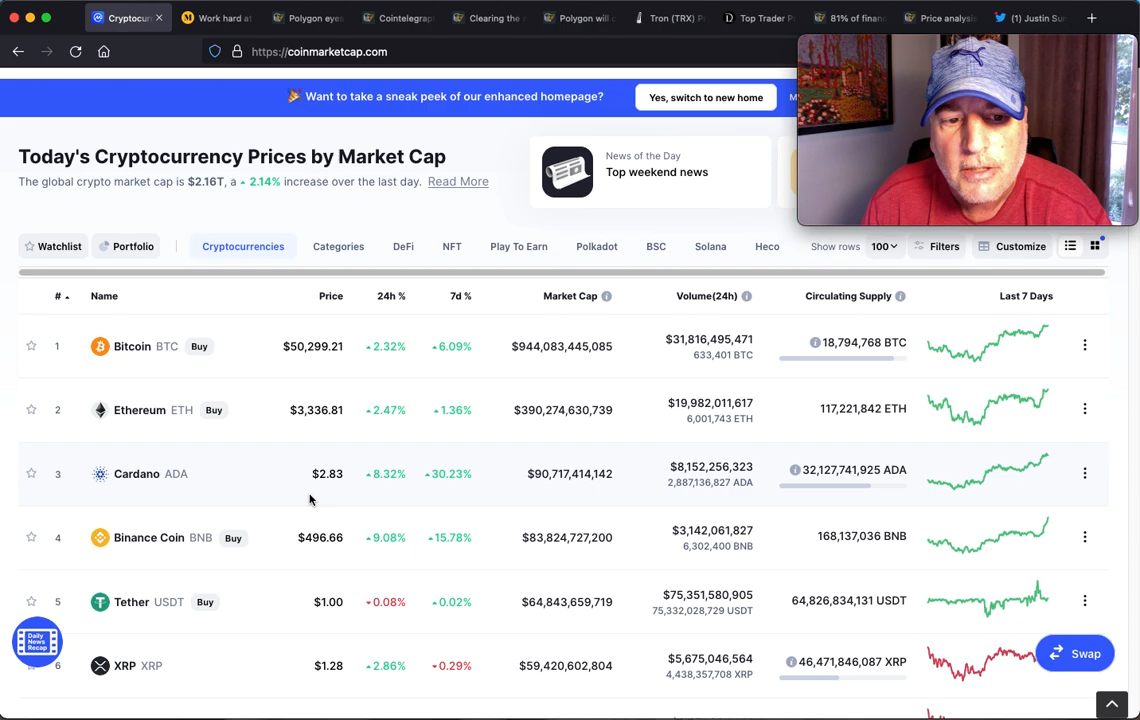 Cryptocurr
Work hard at
Polygon eyes
Cointelegrap
Clearing the
Polygon will
Tron (TRX) P
Top Trader P
81% of financ
Price analysis
(1) Justin Sun
https://coinmarketcap.com
Want to take a sneak peek of our enhanced homepage?
Yes, switch to new home
Today's Cryptocurrency Prices by Market Cap
The global crypto market cap is $2.16T, a 2.14% increase over the last day. Read More
News of the Day
Top weekend news
Watchlist
Portfolio
Cryptocurrencies
Categories
DeFi
NFT
Play To Earn
Polkadot
BSC
Solana
Heco
Show rows
100
Filters
Customize
# Name Price 24h % 7d % Market Cap Volume(24h) Circulating Supply Last 7 Days
1 Bitcoin BTC Buy $50,299.21 2.32% 6.09% $944,083,445,085 $31,816,495,471 18,794,768 BTC
633,401 BTC
2 Ethereum ETH Buy $3,336.81 2.47% 1.36% $390,274,630,739 $19,982,011,617 117,221,842 ETH
6,001,743 ETH
3 Cardano ADA $2.83 8.32% 30.23% $90,717,414,142 $8,152,256,323 32,127,741,925 ADA
2,887,136,827 ADA
4 Binance Coin BNB Buy $496.66 9.08% 15.78% $83,824,727,200 $3,142,061,827 168,137,036 BNB
6,302,400 BNB
5 Tether USDT Buy $1.00 0.08% 0.02% $64,843,659,719 $75,351,580,905 64,826,834,131 USDT
75,332,028,729 USDT
6 XRP XRP $1.28 2.86% 0.29% $59,420,602,804 $5,675,046,564 46,471,846,087 XRP
4,438,357,708 XRP
Daily
News
Recap
Swap